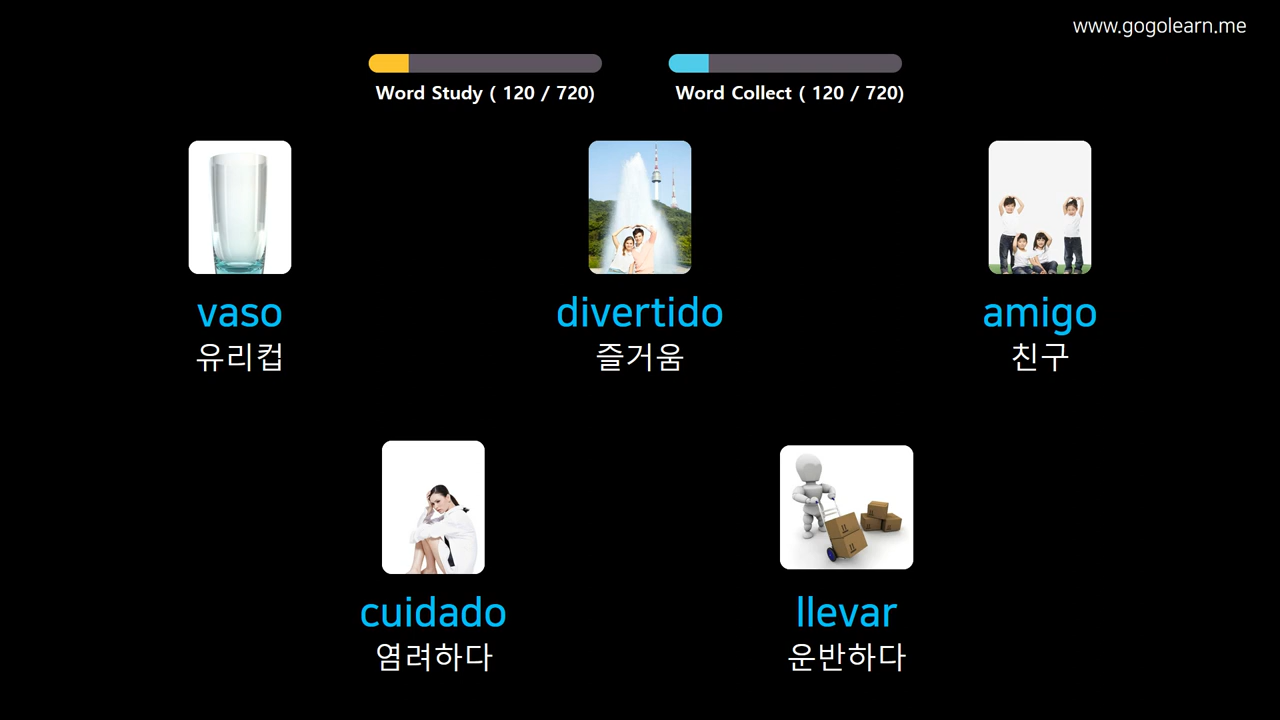 www.gogolearn.me
Word Study ( 120 / 720)
Word Collect ( 120 / 720)
vaso
유리컵
divertido
즐거움
amigo
친구
cuidado
염려하다
llevar
운반하다